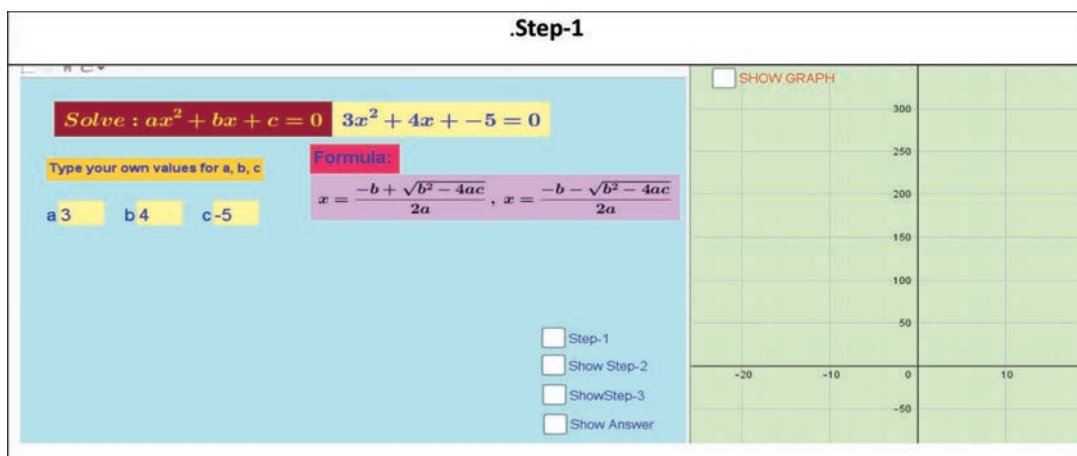 .Step-1
SHOW GRAPH
Solve : ax² + bx + c = 0 3x² + 4x + −5 = 0
Type your own values for a, b, c
Formula:
x = (−b + √(b² − 4ac))/(2a) , x = (−b − √(b² − 4ac))/(2a)
a 3 b 4 c -5
Step-1
Show Step-2
ShowStep-3
Show Answer
300
250
200
150
100
50
-20 -10 0 10
-50